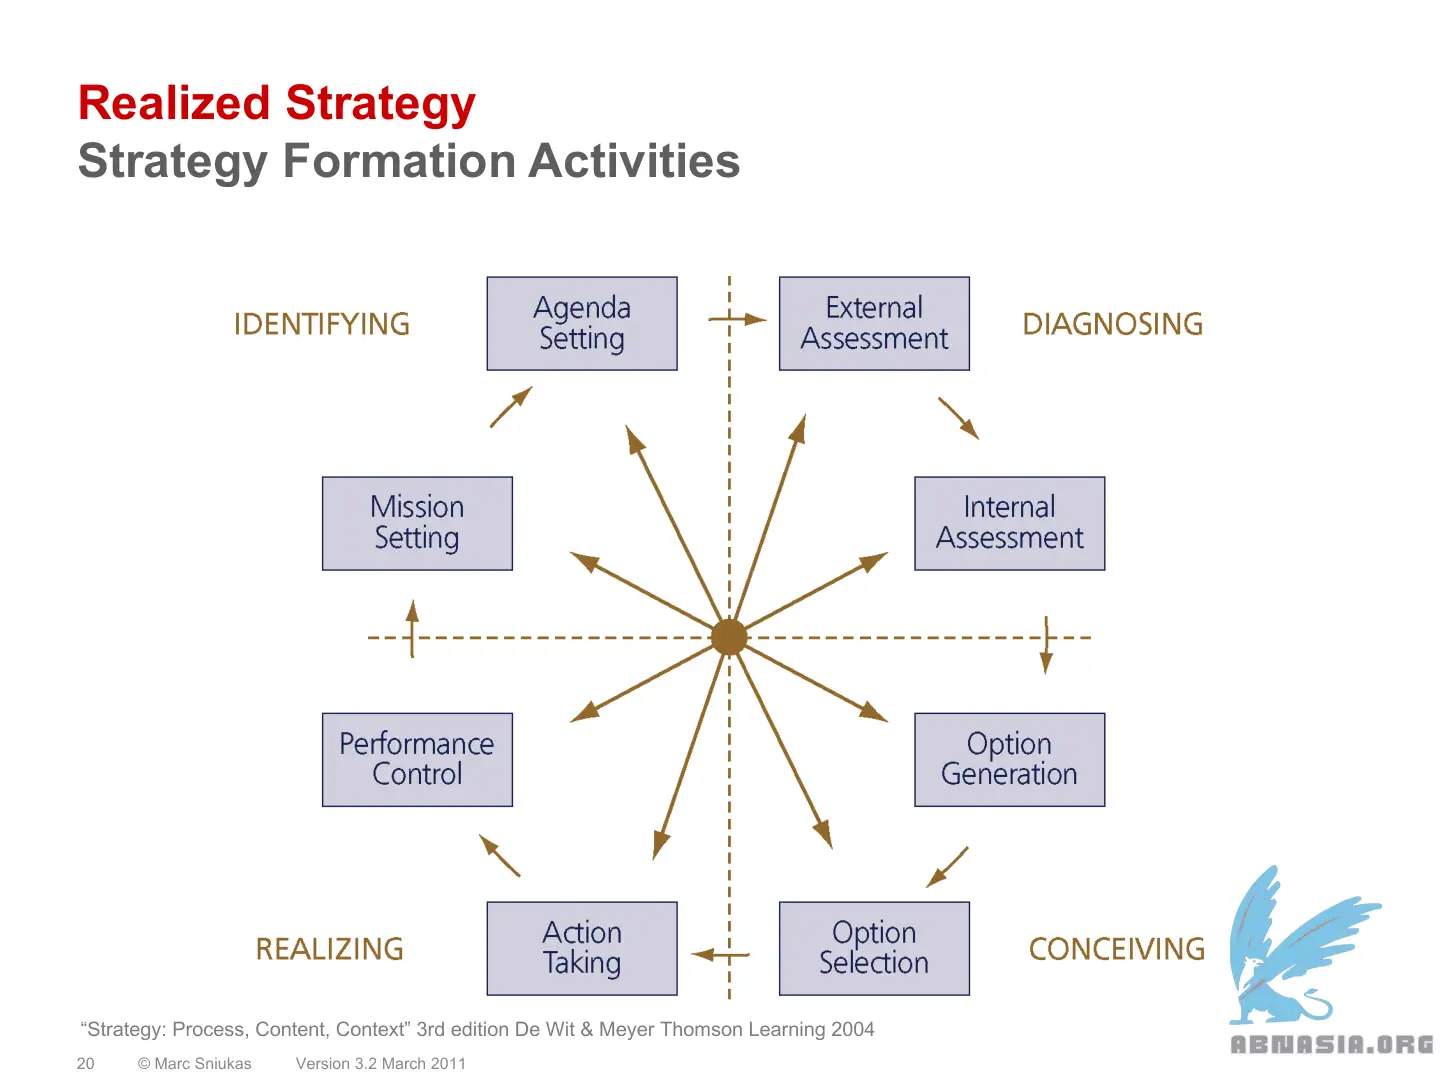 Realized Strategy
Strategy Formation Activities
IDENTIFYING
Agenda
Setting
External
Assessment
DIAGNOSING
Mission
Setting
Internal
Assessment
Performance
Control
Option
Generation
REALIZING
Action
Taking
Option
Selection
CONCEIVING
“Strategy: Process, Content, Context” 3rd edition De Wit & Meyer Thomson Learning 2004
20 © Marc Sniukas Version 3.2 March 2011
ABNASIA.ORG